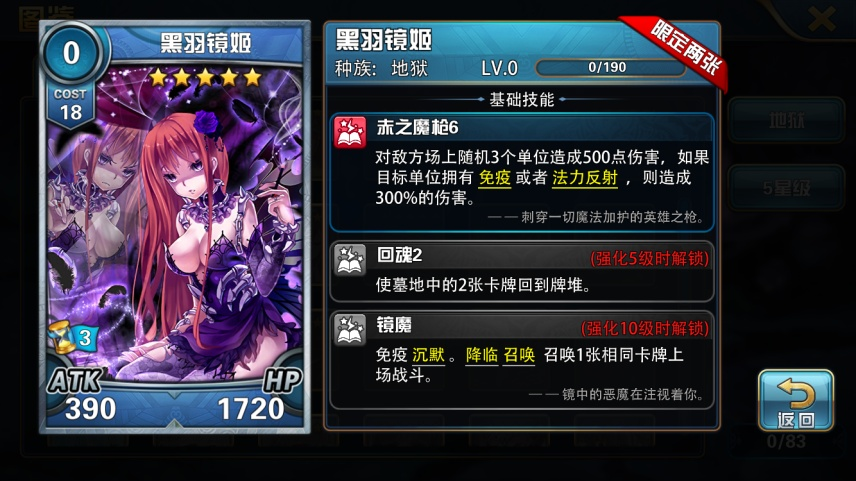 图鉴
0
COST
18
黑羽镜姬
3
ATK
HP
390
1720
黑羽镜姬
种族: 地狱
LV.0
0/190
限定两张
基础技能
赤之魔枪6
对敌方场上随机3个单位造成500点伤害，如果
目标单位拥有 免疫 或者 法力反射 ，则造成
300%的伤害。
——刺穿一切魔法加护的英雄之枪。
回魂2
(强化5级时解锁)
使墓地中的2张卡牌回到牌堆。
镜魔
(强化10级时解锁)
免疫 沉默 。降临 召唤 召唤1张相同卡牌上
场战斗。
——镜中的恶魔在注视着你。
地狱
5星级
返回
0/83